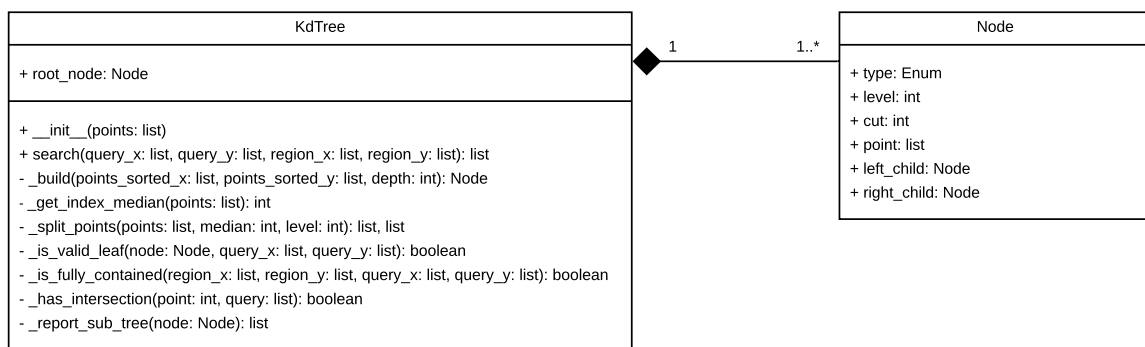 KdTree
+ root_node: Node
+ __init__(points: list)
+ search(query_x: list, query_y: list, region_x: list, region_y: list): list
- _build(points_sorted_x: list, points_sorted_y: list, depth: int): Node
- _get_index_median(points: list): int
- _split_points(points: list, median: int, level: int): list, list
- _is_valid_leaf(node: Node, query_x: list, query_y: list): boolean
- _is_fully_contained(region_x: list, region_y: list, query_x: list, query_y: list): boolean
- _has_intersection(point: int, query: list): boolean
- _report_sub_tree(node: Node): list
1
1..*
Node
+ type: Enum
+ level: int
+ cut: int
+ point: list
+ left_child: Node
+ right_child: Node